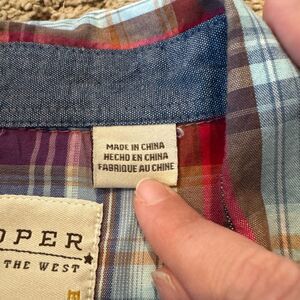 MADE IN CHINA
HECHO EN CHINA
FABRIQUE AU CHINE
OPER
THE WEST